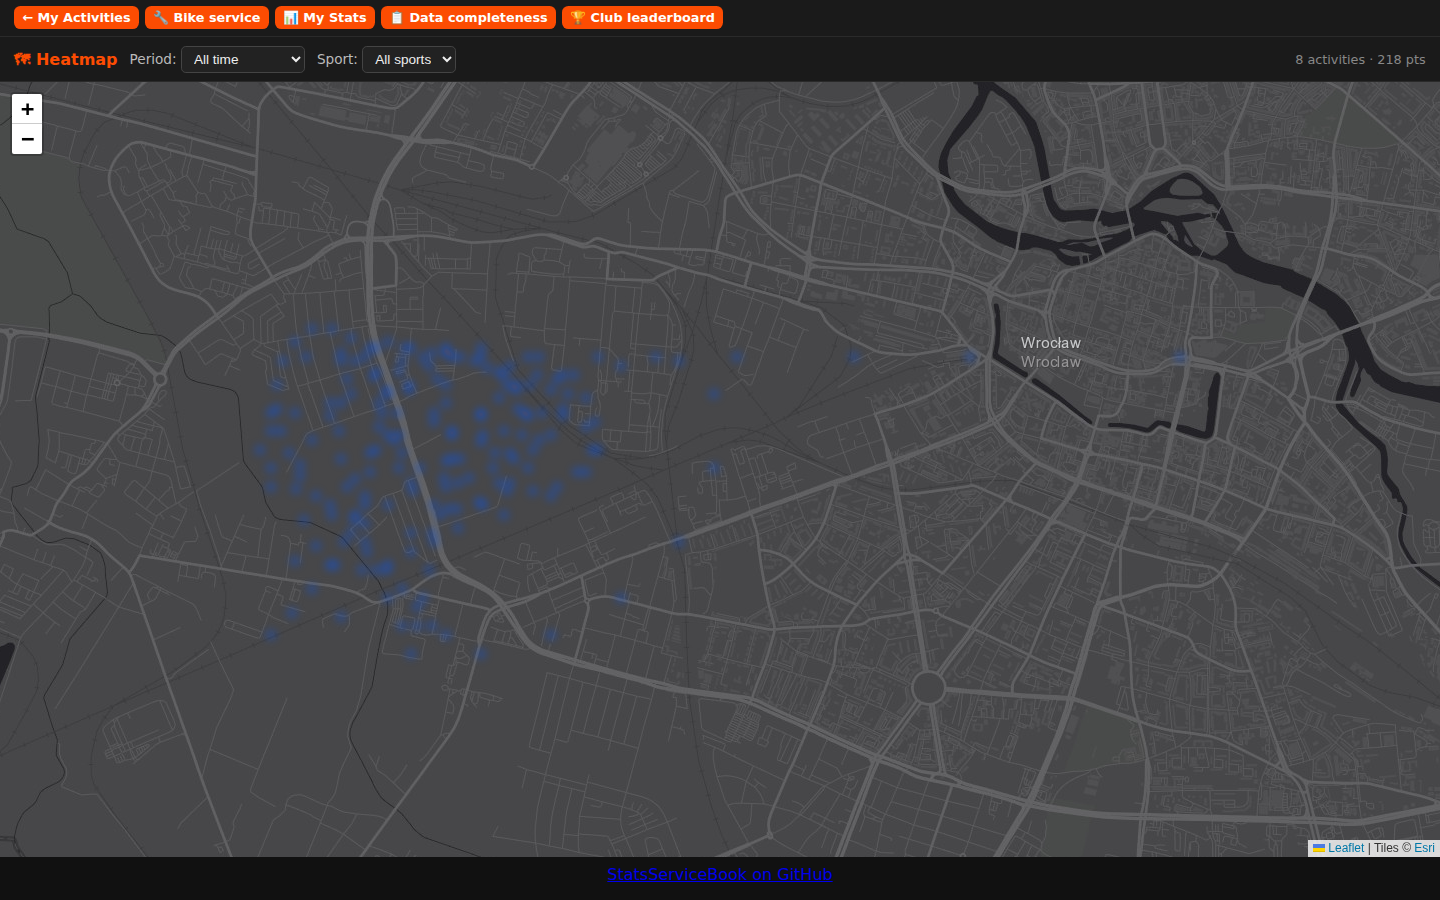 ← My Activities 🔧 Bike service 📊 My Stats 📋 Data completeness 🏆 Club leaderboard
🗺 Heatmap Period: All time Sport: All sports 8 activities · 218 pts
+
−
Wrocław
Wroclaw
Leaflet | Tiles © Esri
StatsServiceBook on GitHub